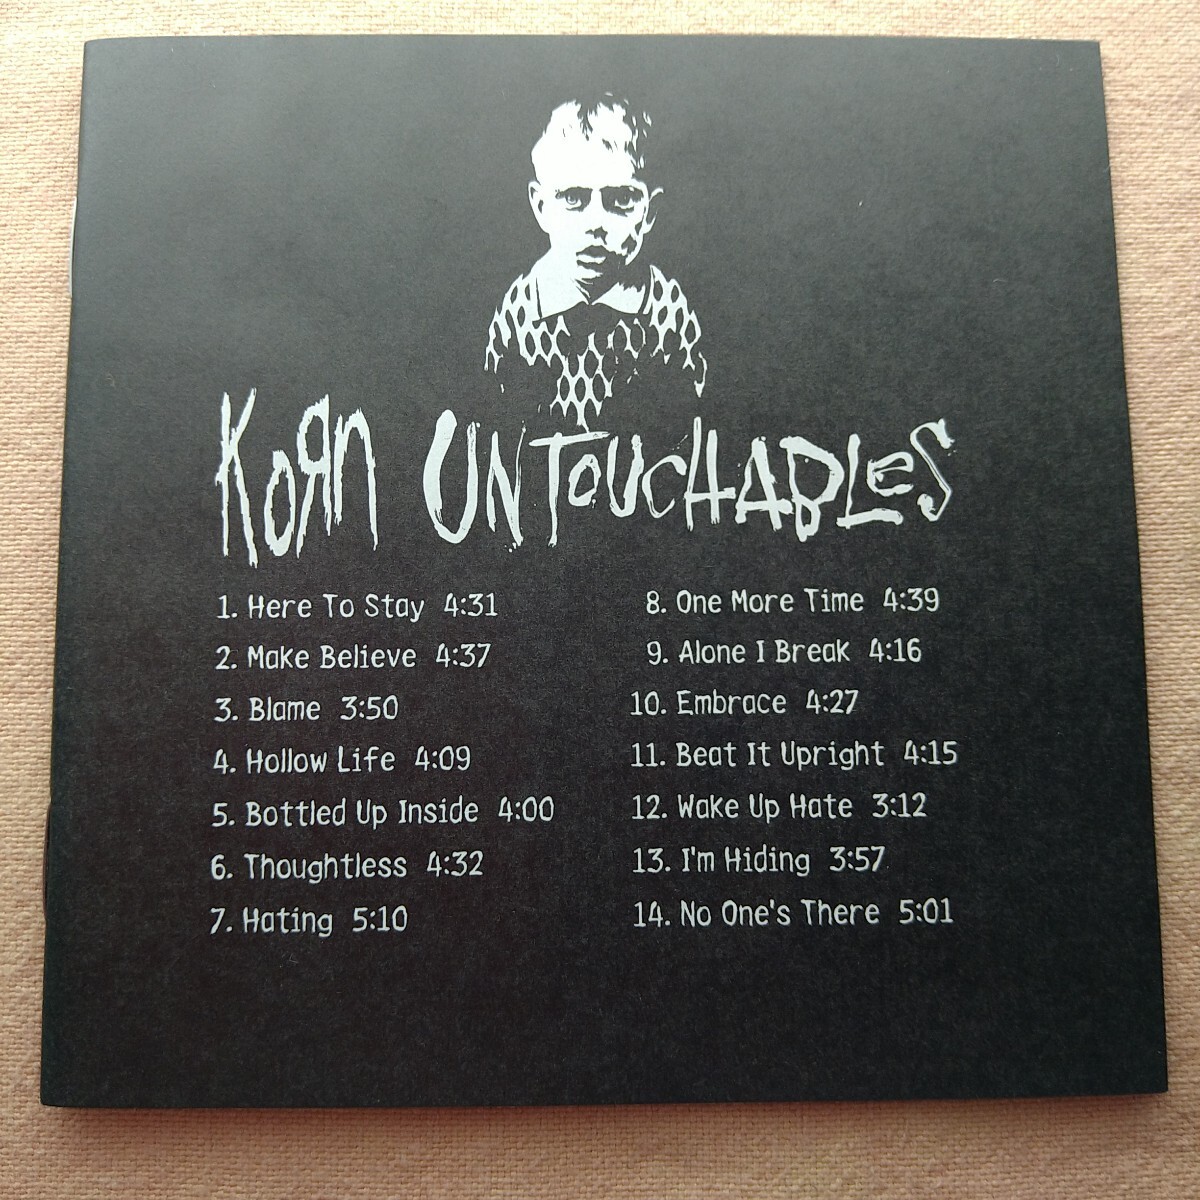 KoЯn UNTOUCHABLES
1. Here To Stay 4:31
2. Make Believe 4:37
3. Blame 3:50
4. Hollow Life 4:09
5. Bottled Up Inside 4:00
6. Thoughtless 4:32
7. Hating 5:10
8. One More Time 4:39
9. Alone I Break 4:16
10. Embrace 4:27
11. Beat It Upright 4:15
12. Wake Up Hate 3:12
13. I'm Hiding 3:57
14. No One's There 5:01